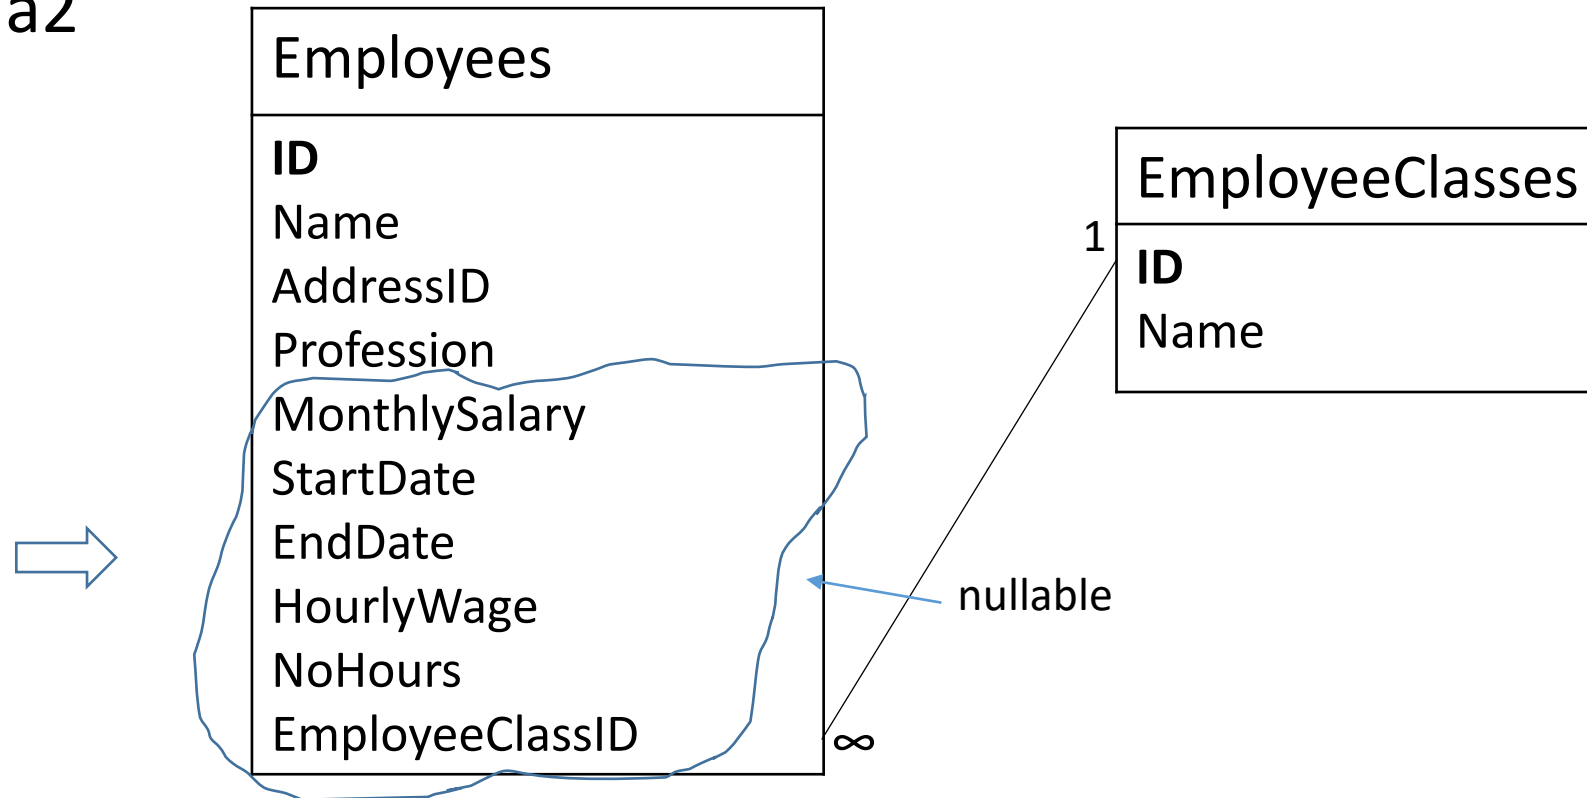 a2
Employees
ID
Name
AddressID
Profession
MonthlySalary
StartDate
EndDate
HourlyWage
NoHours
EmployeeClassID
∞
nullable
1
EmployeeClasses
ID
Name